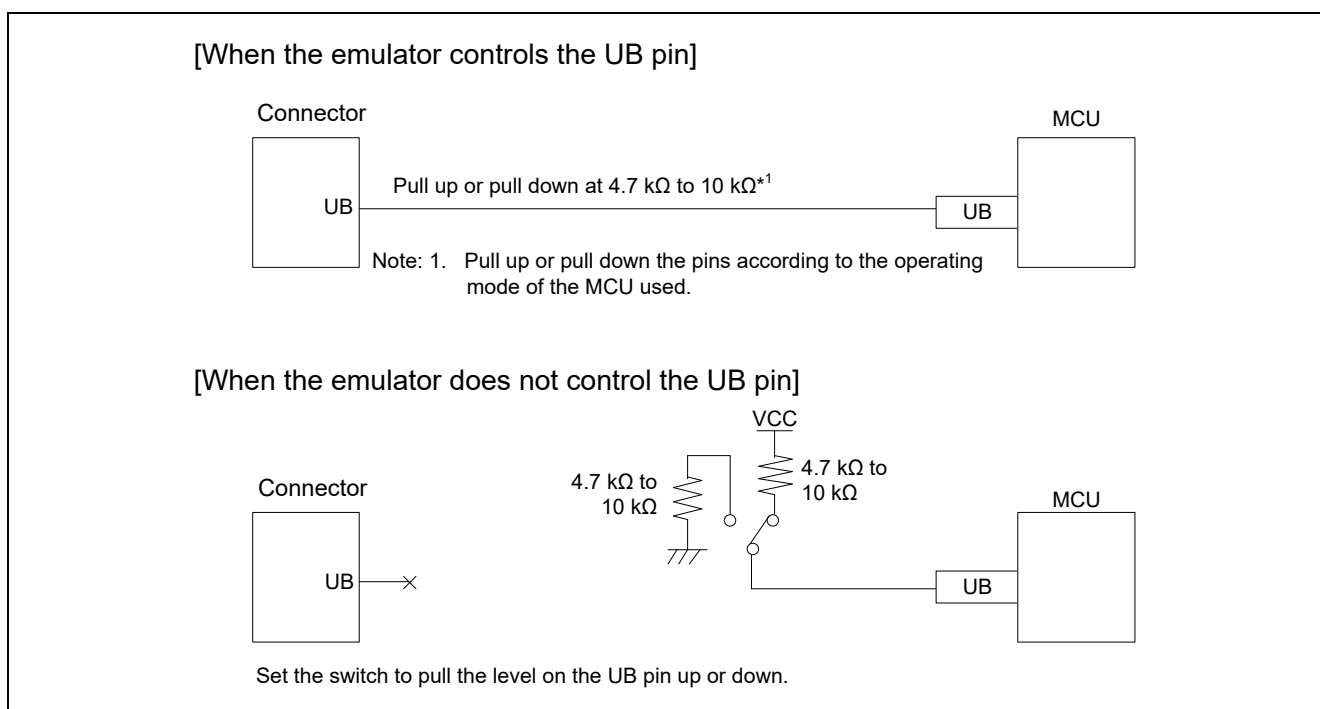 [When the emulator controls the UB pin]
Connector
MCU
Pull up or pull down at 4.7 kΩ to 10 kΩ*1
UB
UB
Note: 1. Pull up or pull down the pins according to the operating
mode of the MCU used.
[When the emulator does not control the UB pin]
VCC
4.7 kΩ to
10 kΩ
4.7 kΩ to
10 kΩ
Connector
MCU
UB
UB
Set the switch to pull the level on the UB pin up or down.